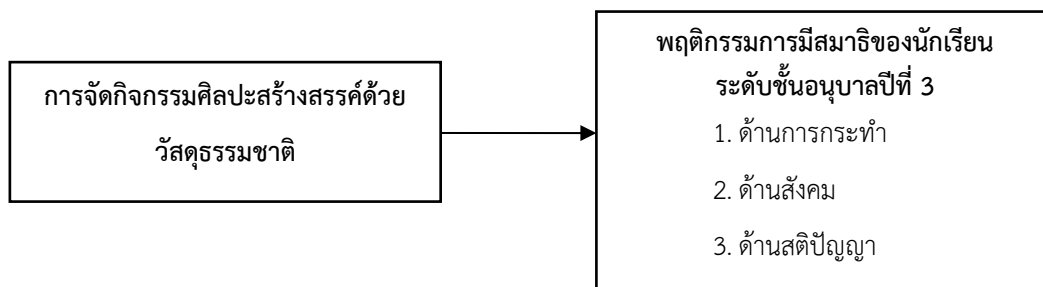 การจัดกิจกรรมศิลปะสร้างสรรค์ด้วย
วัสดุธรรมชาติ
พฤติกรรมการมีสมาธิของนักเรียน
ระดับชั้นอนุบาลปีที่ 3
1. ด้านการกระทำ
2. ด้านสังคม
3. ด้านสติปัญญา